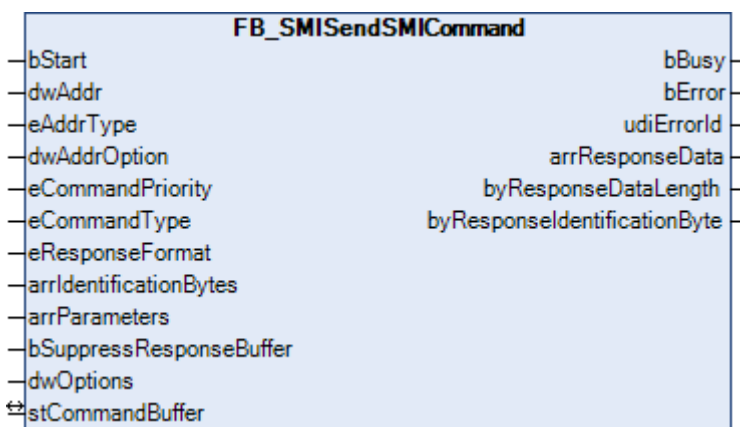 FB_SMISendSMICommand
bStart bBusy
dwAddr bError
eAddrType udiErrorId
dwAddrOption arrResponseData
eCommandPriority byResponseDataLength
eCommandType byResponseIdentificationByte
eResponseFormat
arrIdentificationBytes
arrParameters
bSuppressResponseBuffer
dwOptions
stCommandBuffer